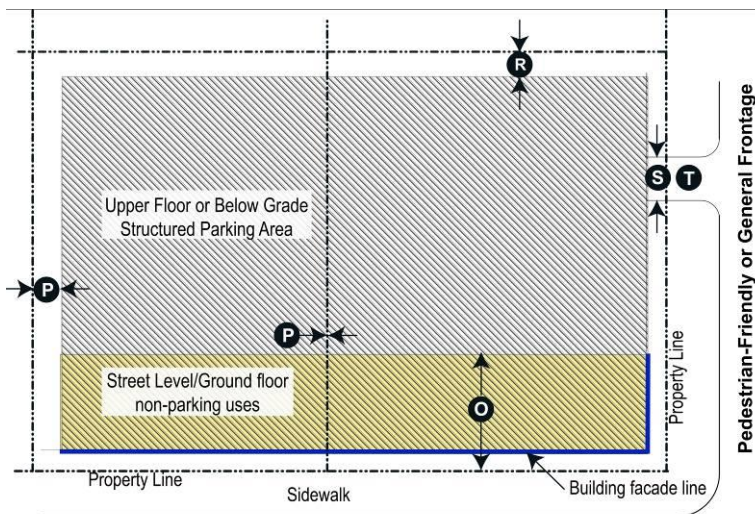 R
S T
Pedestrian-Friendly or General Frontage
Upper Floor or Below Grade
Structured Parking Area
P
P
Property Line
Street Level/Ground floor
non-parking uses
O
Property Line
Building facade line
Sidewalk